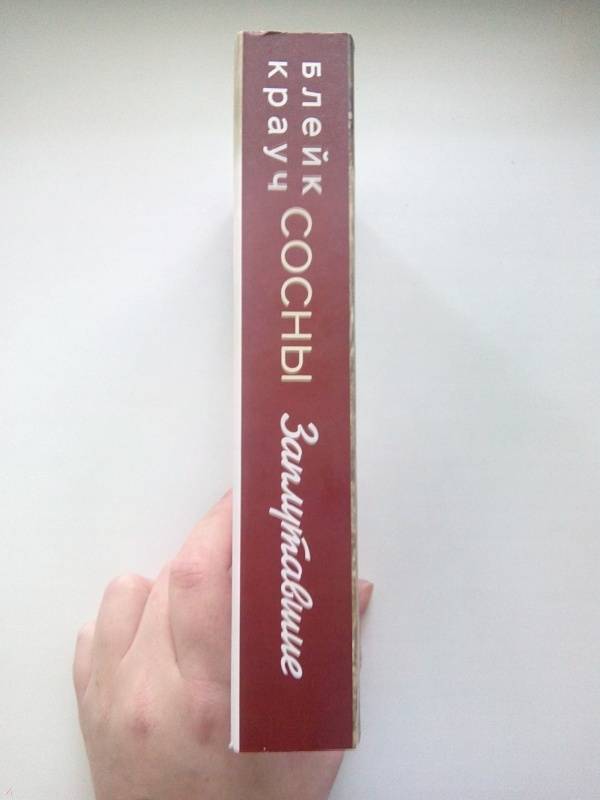 блейк
крауч
СОСНЫ
Заплутавшие